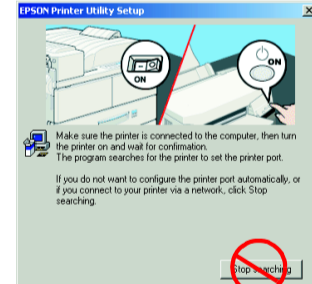 EPSON Printer Utility Setup
ON
ON
Make sure the printer is connected to the computer, then turn
the printer on and wait for confirmation.
The program searches for the printer to set the printer port.
If you do not want to configure the printer port automatically, or
if you connect to your printer via a network, click Stop
searching.
Stop searching